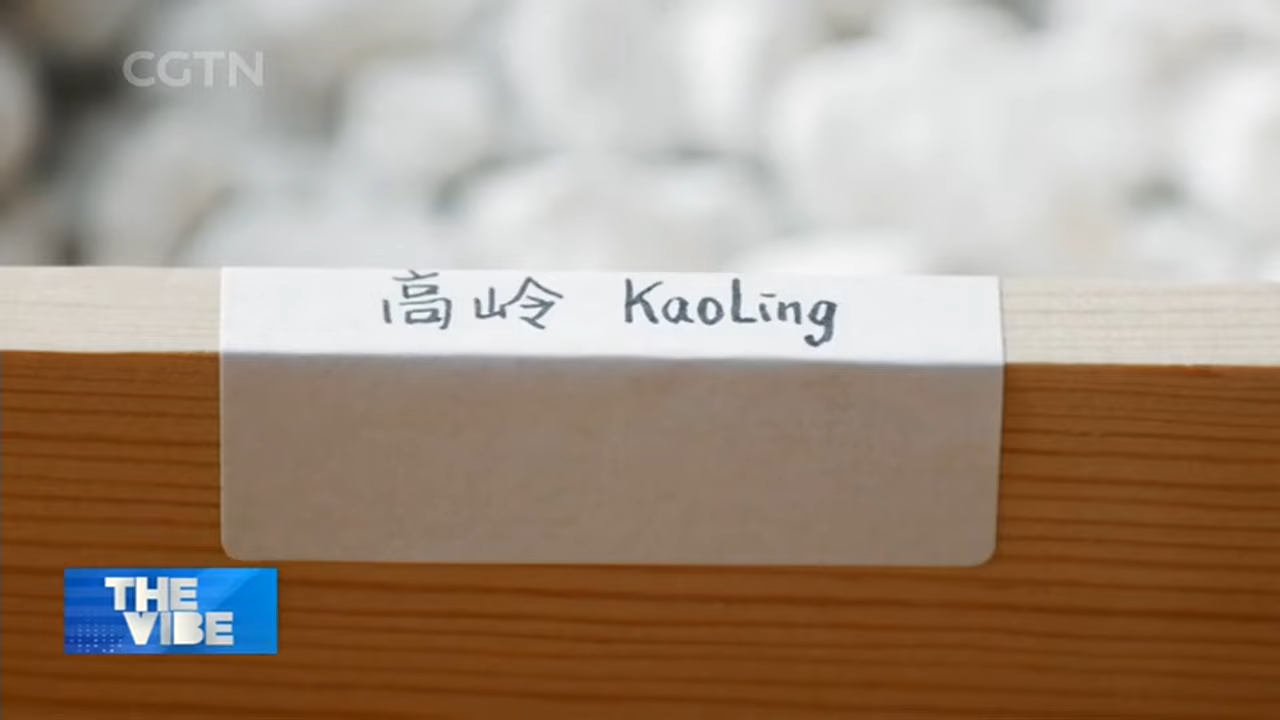 CGTN
高岭 KaoLing
THE
VIBE